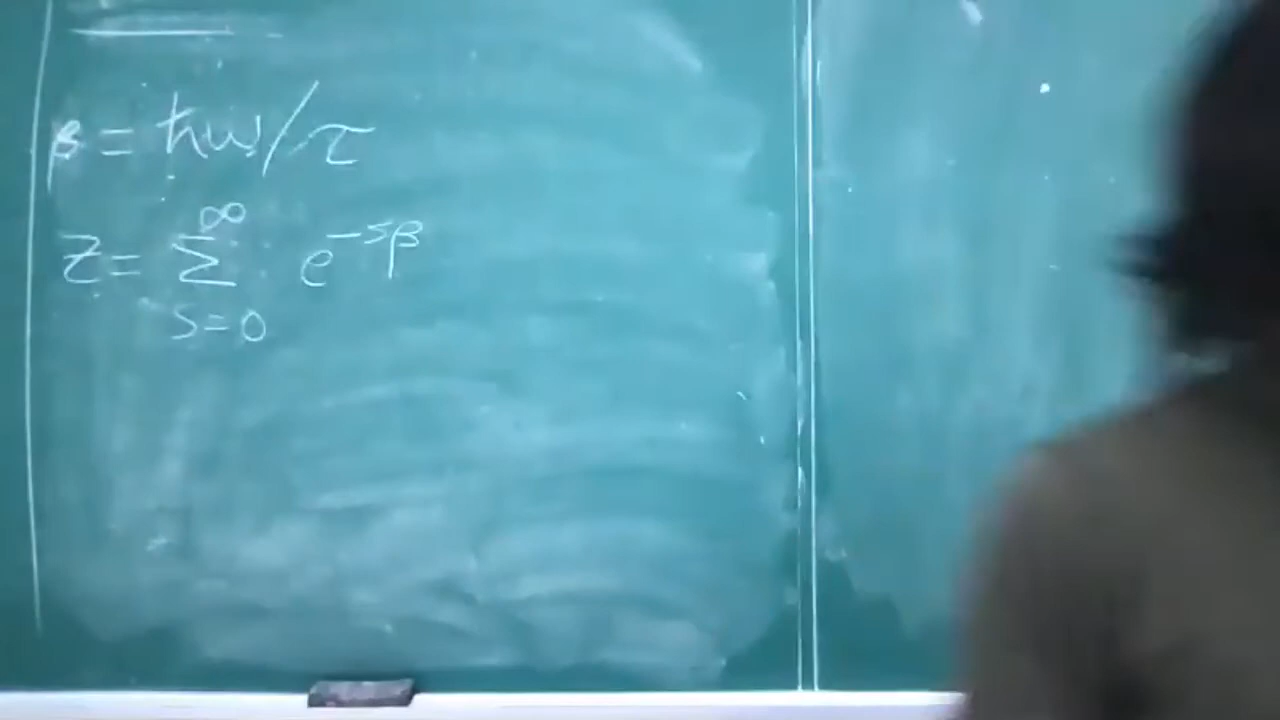 β = ħω/τ
Z = ∑_{s=0}^{∞} e^{-sβ}